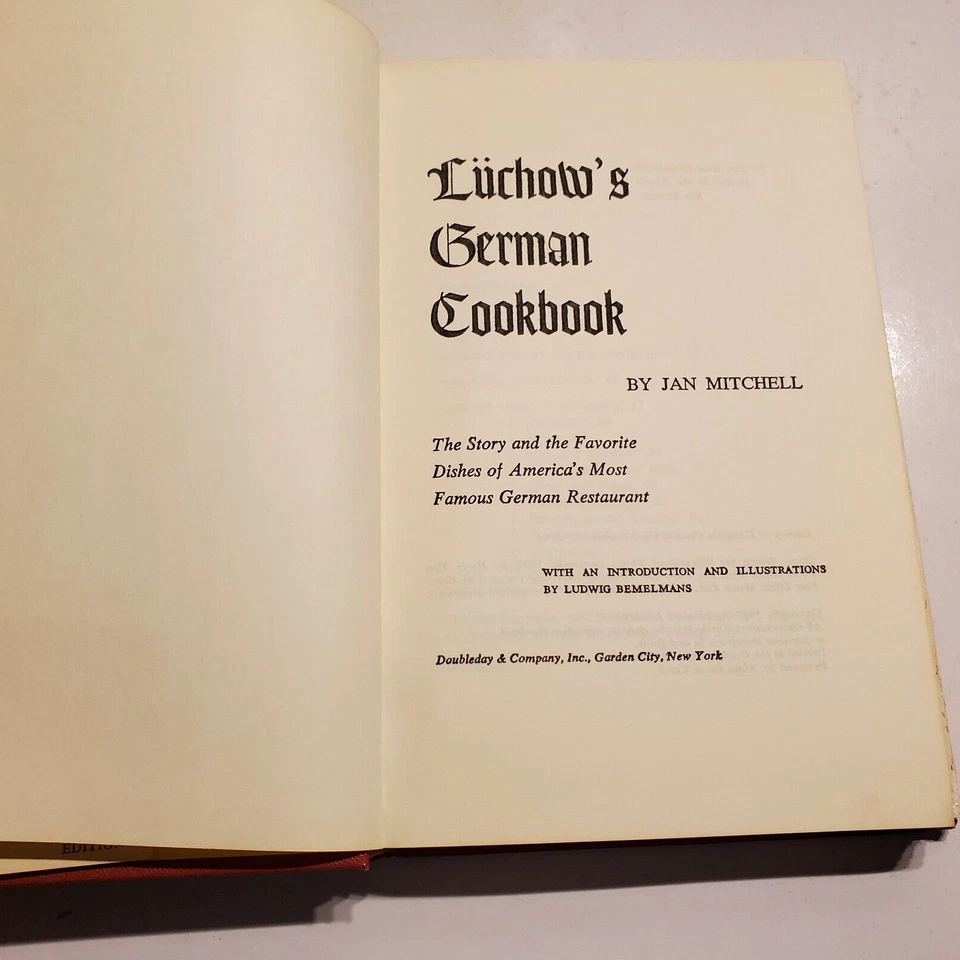 Lüchow's
German
Cookbook
BY JAN MITCHELL
The Story and the Favorite
Dishes of America's Most
Famous German Restaurant
WITH AN INTRODUCTION AND ILLUSTRATIONS
BY LUDWIG BEMELMANS
Doubleday & Company, Inc., Garden City, New York
EDITION